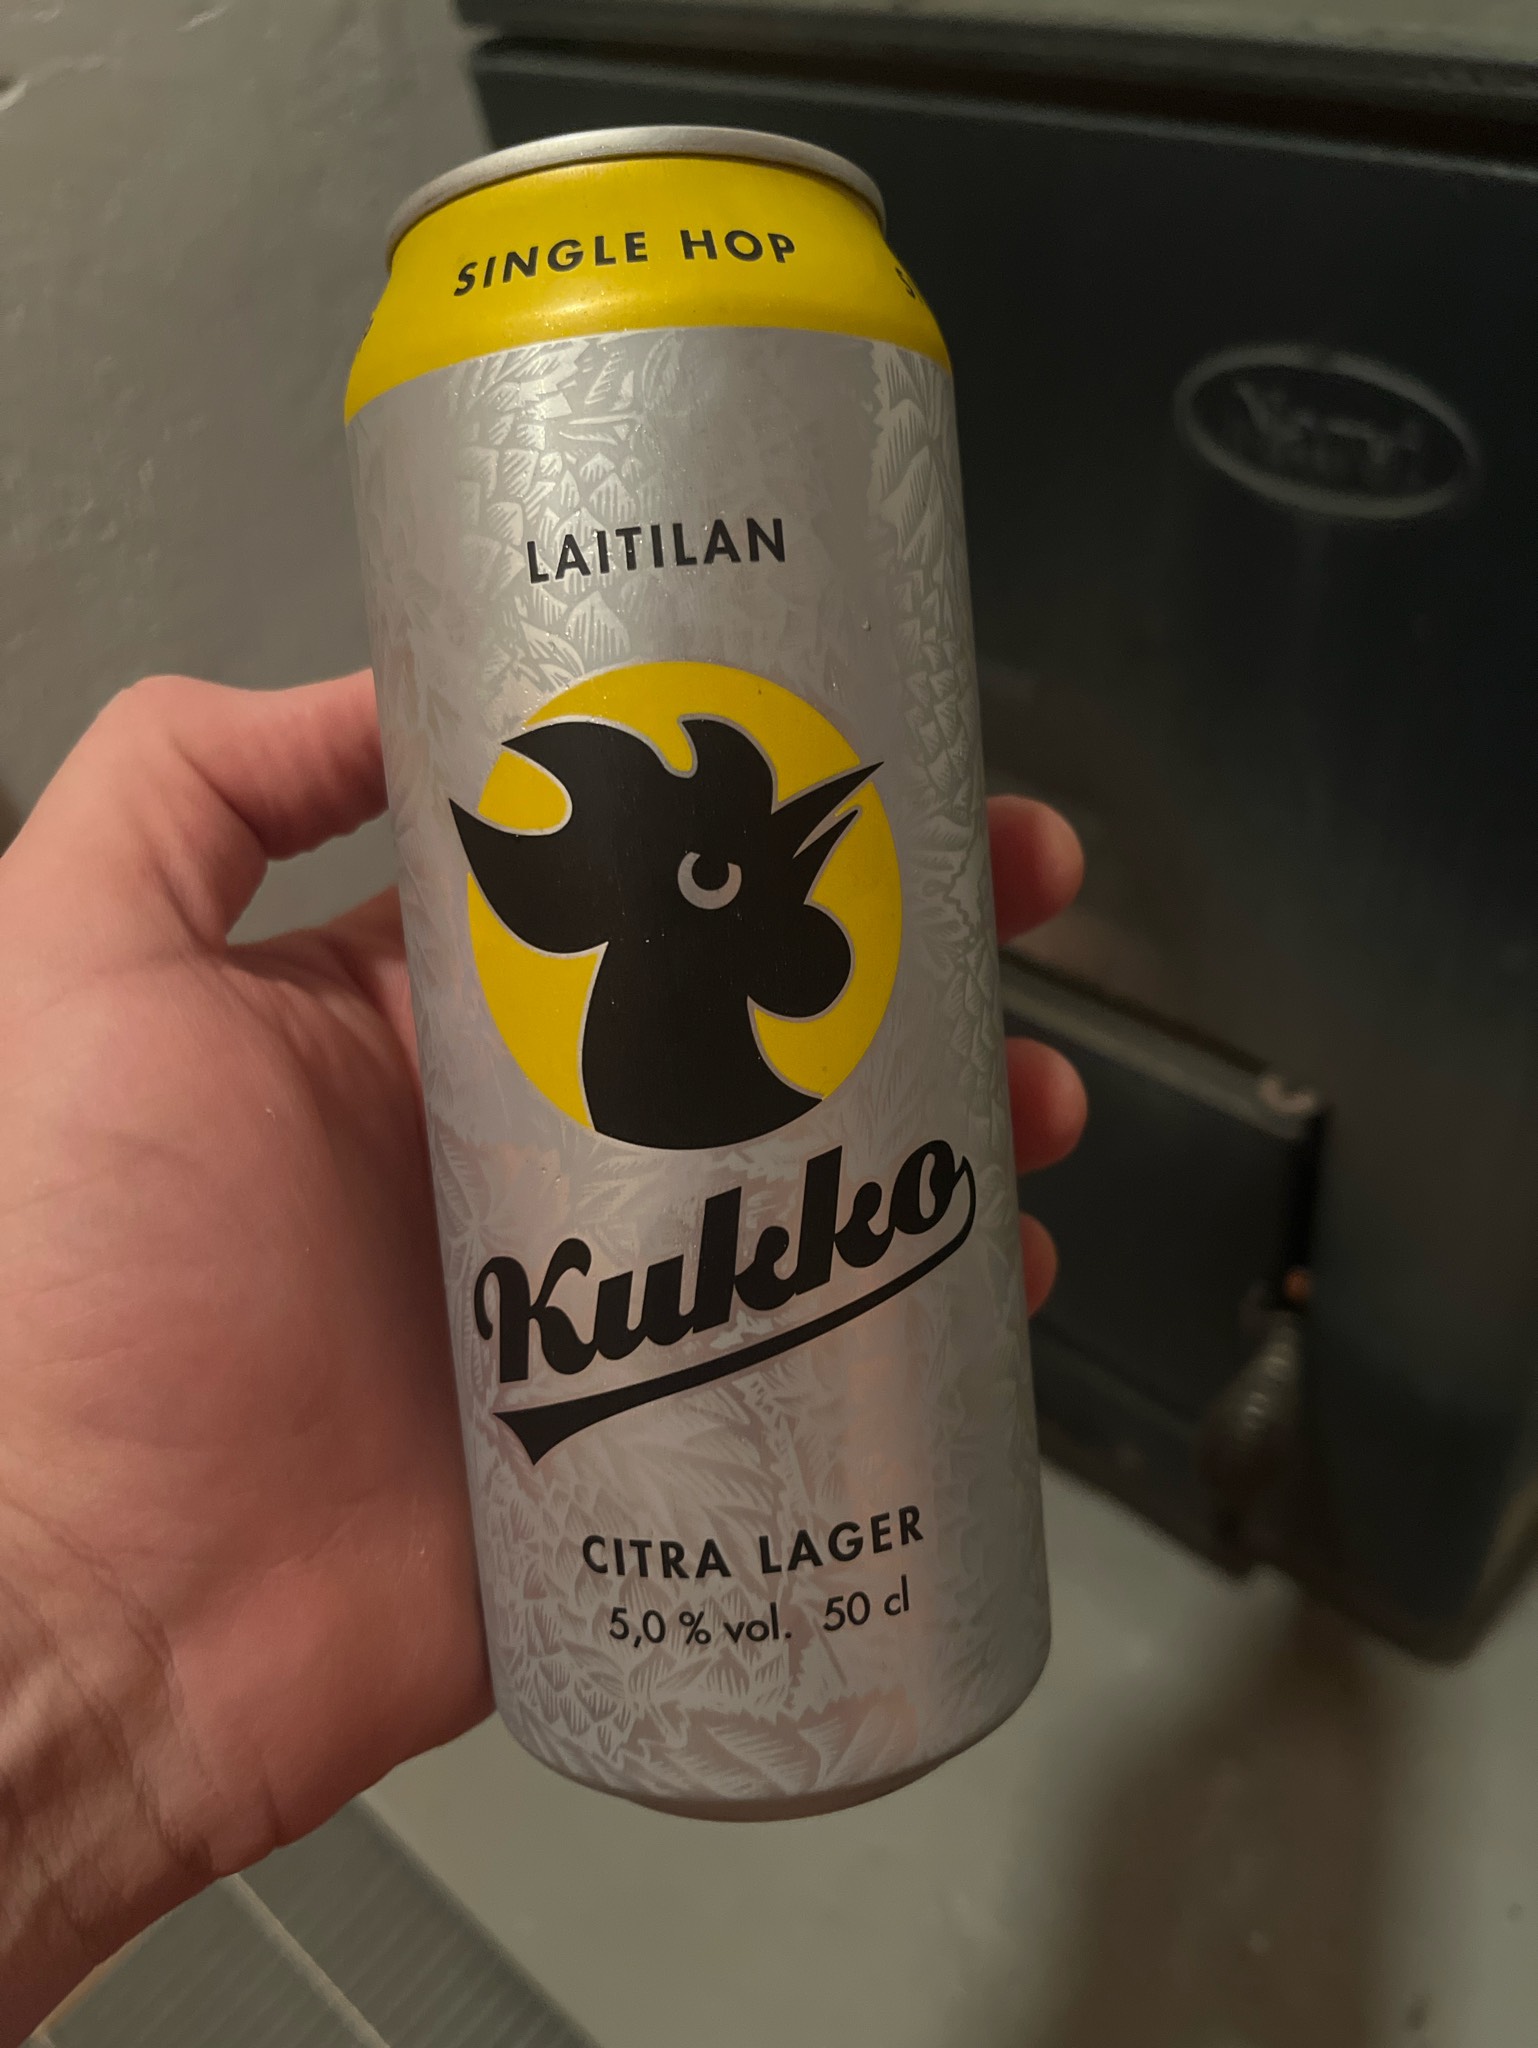 SINGLE HOP
LAITILAN
Kukko
CITRA LAGER
5,0 % vol. 50 cl